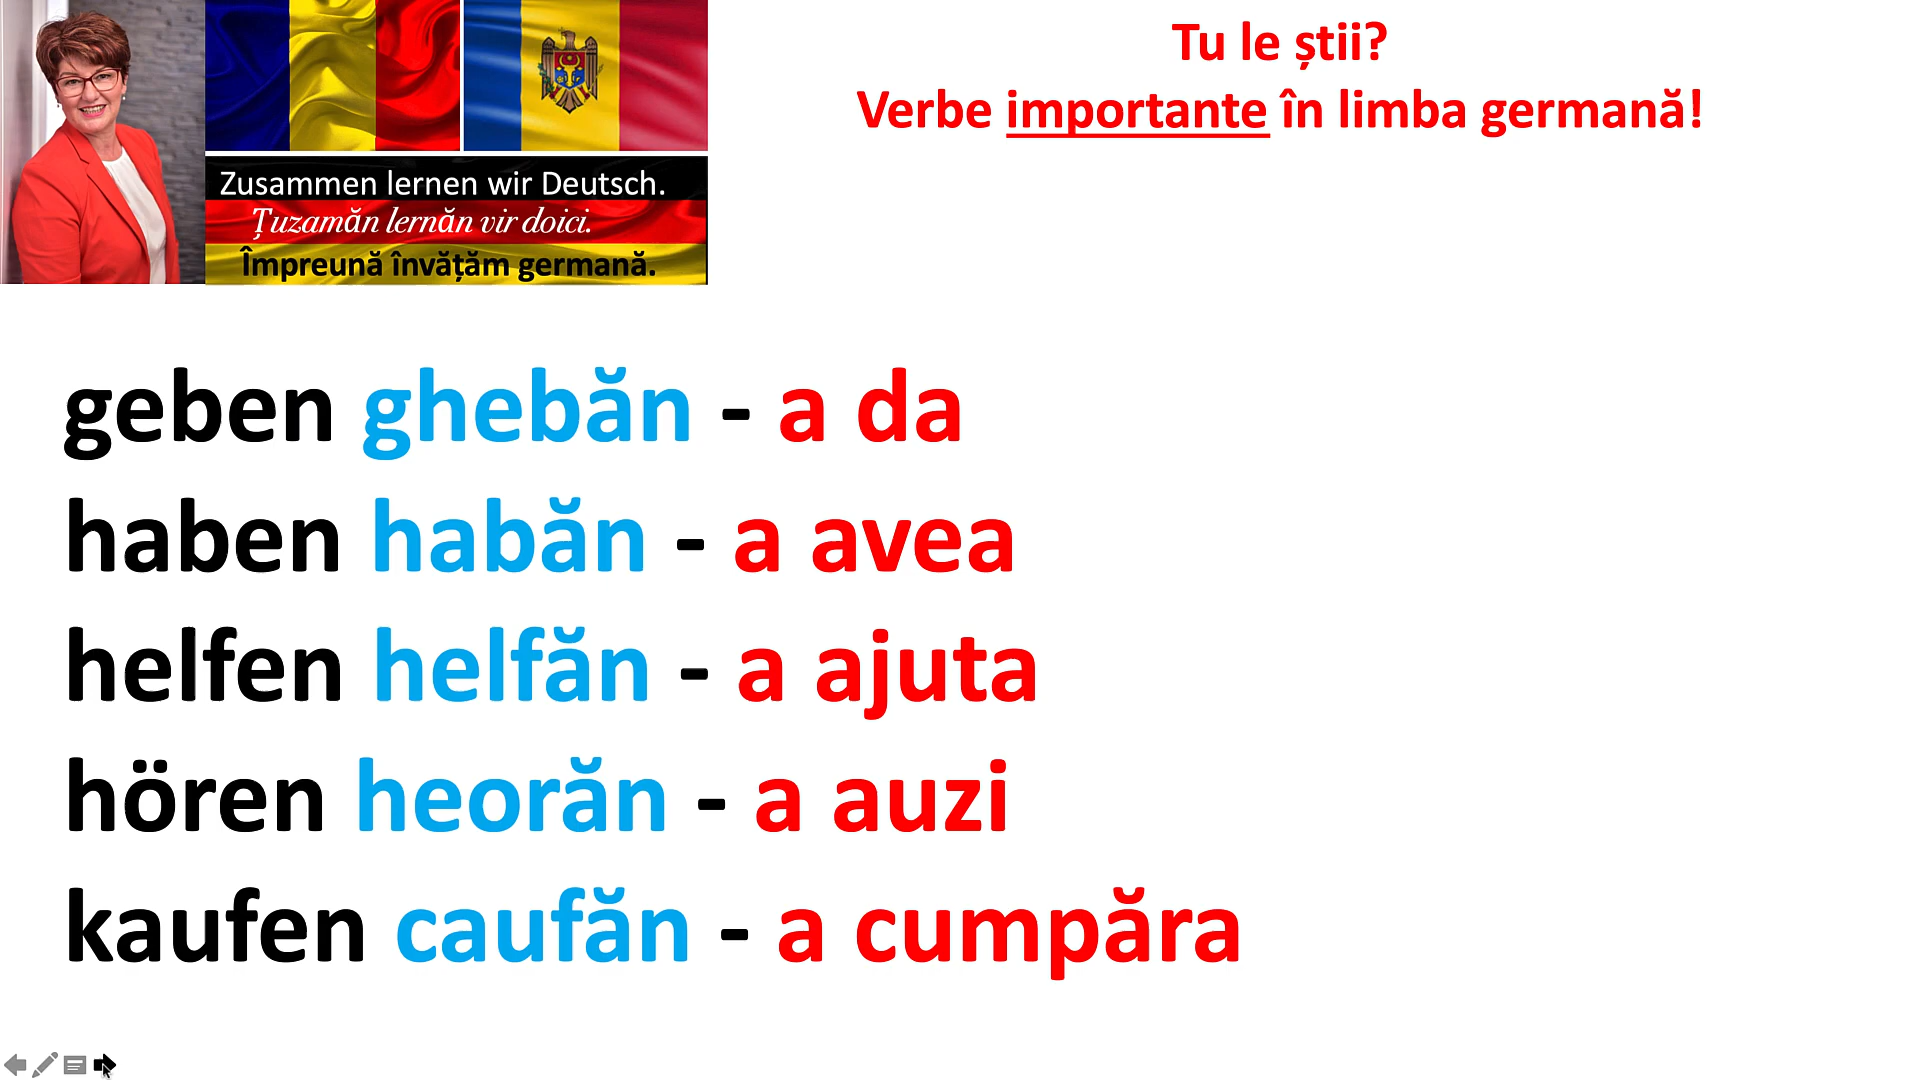 Tu le știi?
Verbe importante în limba germană!
Zusammen lernen wir Deutsch.
Țuzamăn lernăn vir doici.
Împreună învățăm germană.
geben ghebăn - a da
haben habăn - a avea
helfen helfăn - a ajuta
hören heorăn - a auzi
kaufen caufăn - a cumpăra